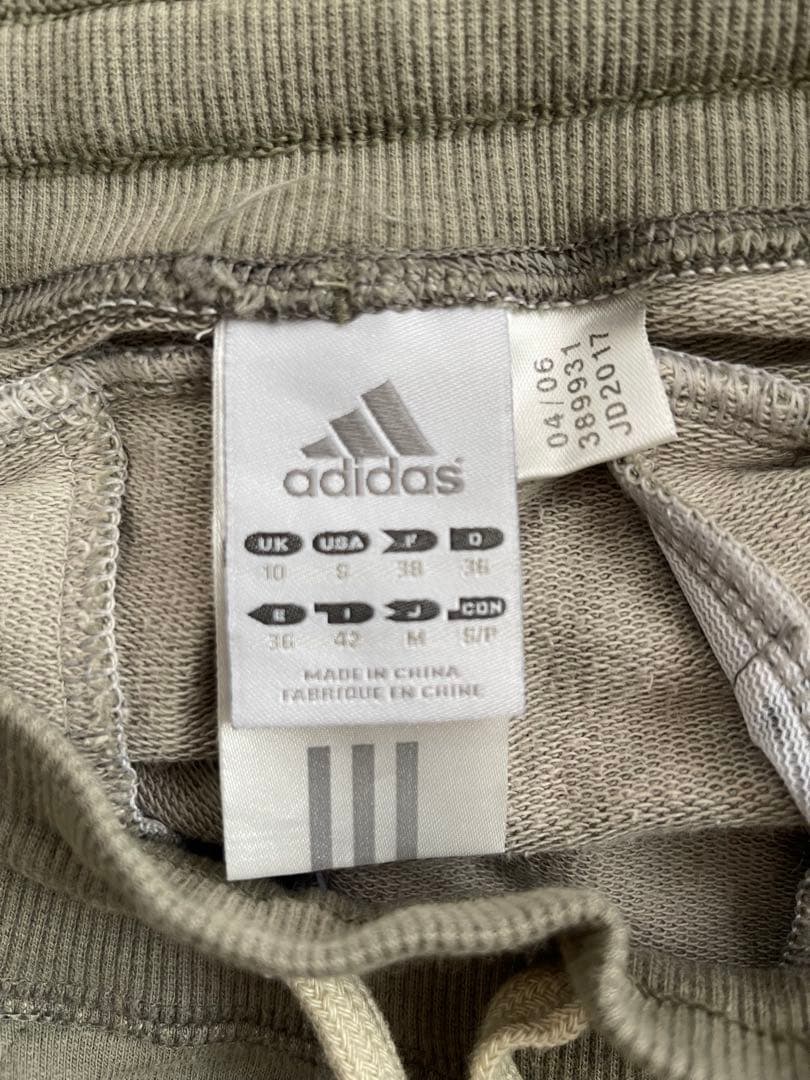 adidas
UK USA F D
10 S 38 36
E I J CON
36 42 M S/P
MADE IN CHINA
FABRIQUE EN CHINE
04/06
389931
JD2017